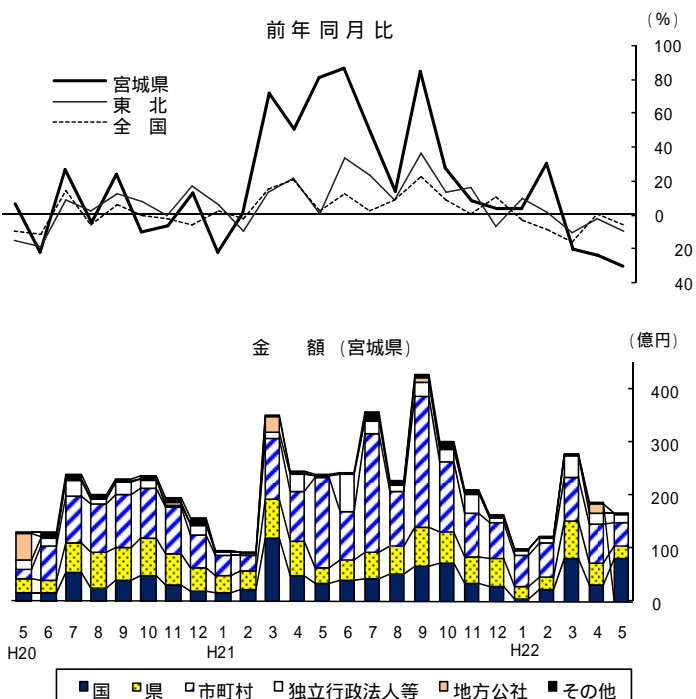 前年同月比
(%)
宮城県
東 北
全 国
100
80
60
40
20
0
20
40
金 額 (宮城県)
(億円)
400
300
200
100
0
5 6 7 8 9 10 11 12 1 2 3 4 5 6 7 8 9 10 11 12 1 2 3 4 5
H20 H21 H22
国 県 市町村 独立行政法人等 地方公社 その他